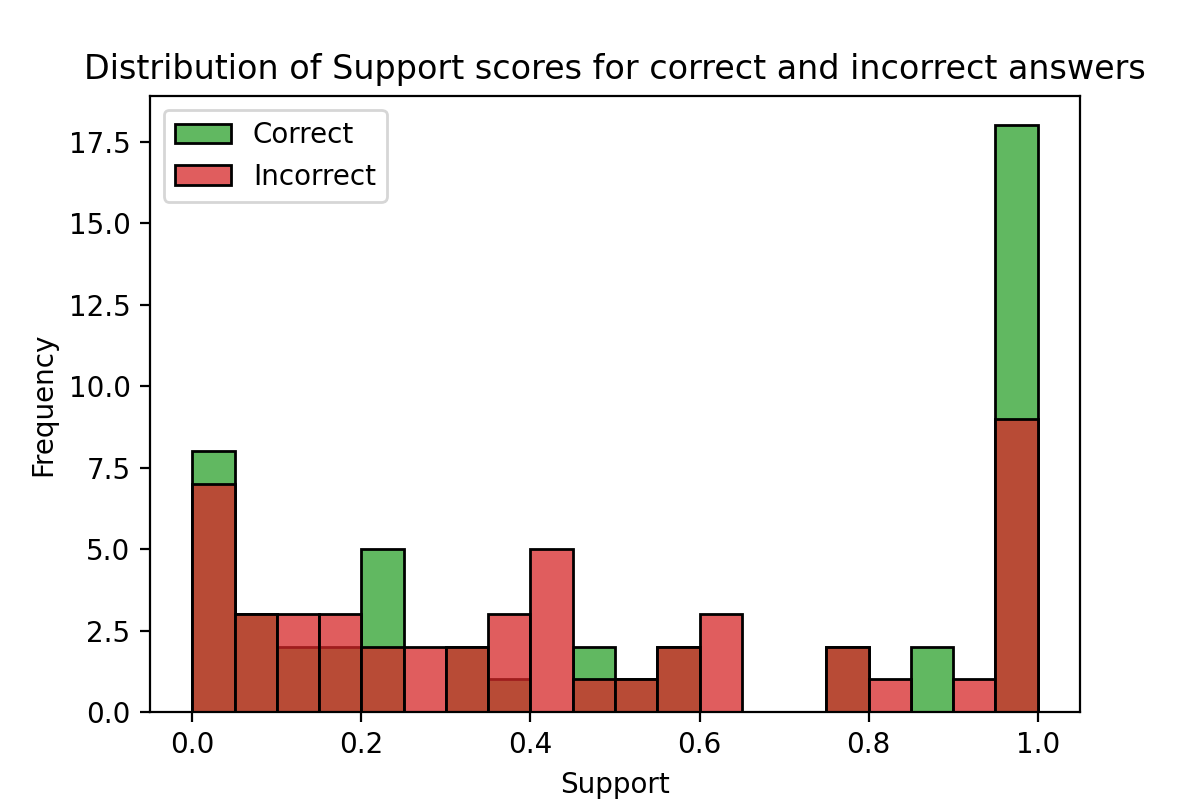 Distribution of Support scores for correct and incorrect answers
Correct
Incorrect
17.5
15.0
12.5
10.0
7.5
5.0
2.5
0.0
Frequency
0.0 0.2 0.4 0.6 0.8 1.0
Support